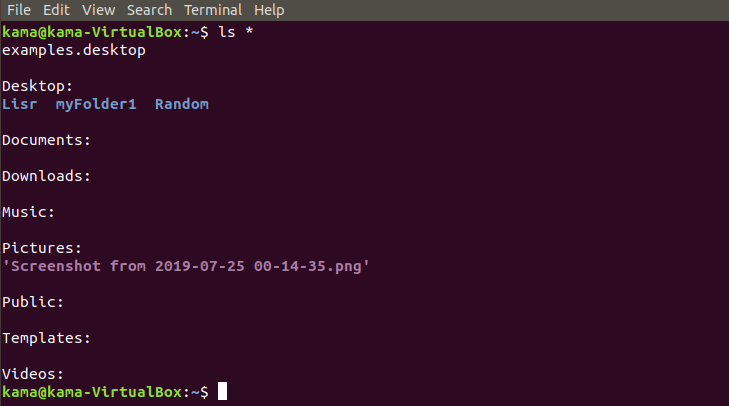 File Edit View Search Terminal Help
kama@kama-VirtualBox:~$ ls *
examples.desktop
Desktop:
Lisr  myFolder1  Random
Documents:
Downloads:
Music:
Pictures:
'Screenshot from 2019-07-25 00-14-35.png'
Public:
Templates:
Videos:
kama@kama-VirtualBox:~$